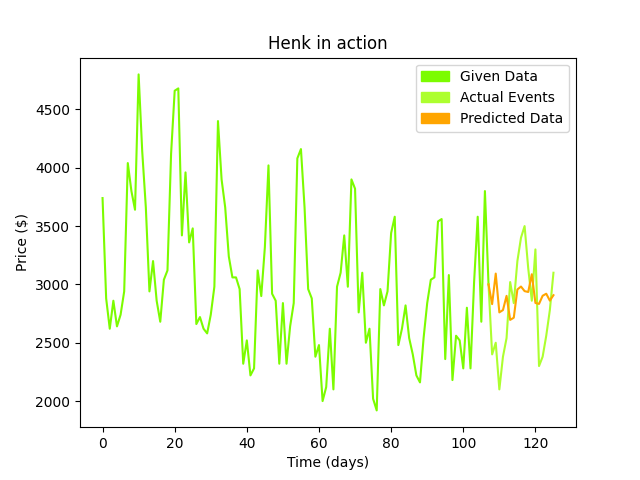 Henk in action
Given Data
Actual Events
Predicted Data
Price ($)
4500
4000
3500
3000
2500
2000
0 20 40 60 80 100 120
Time (days)